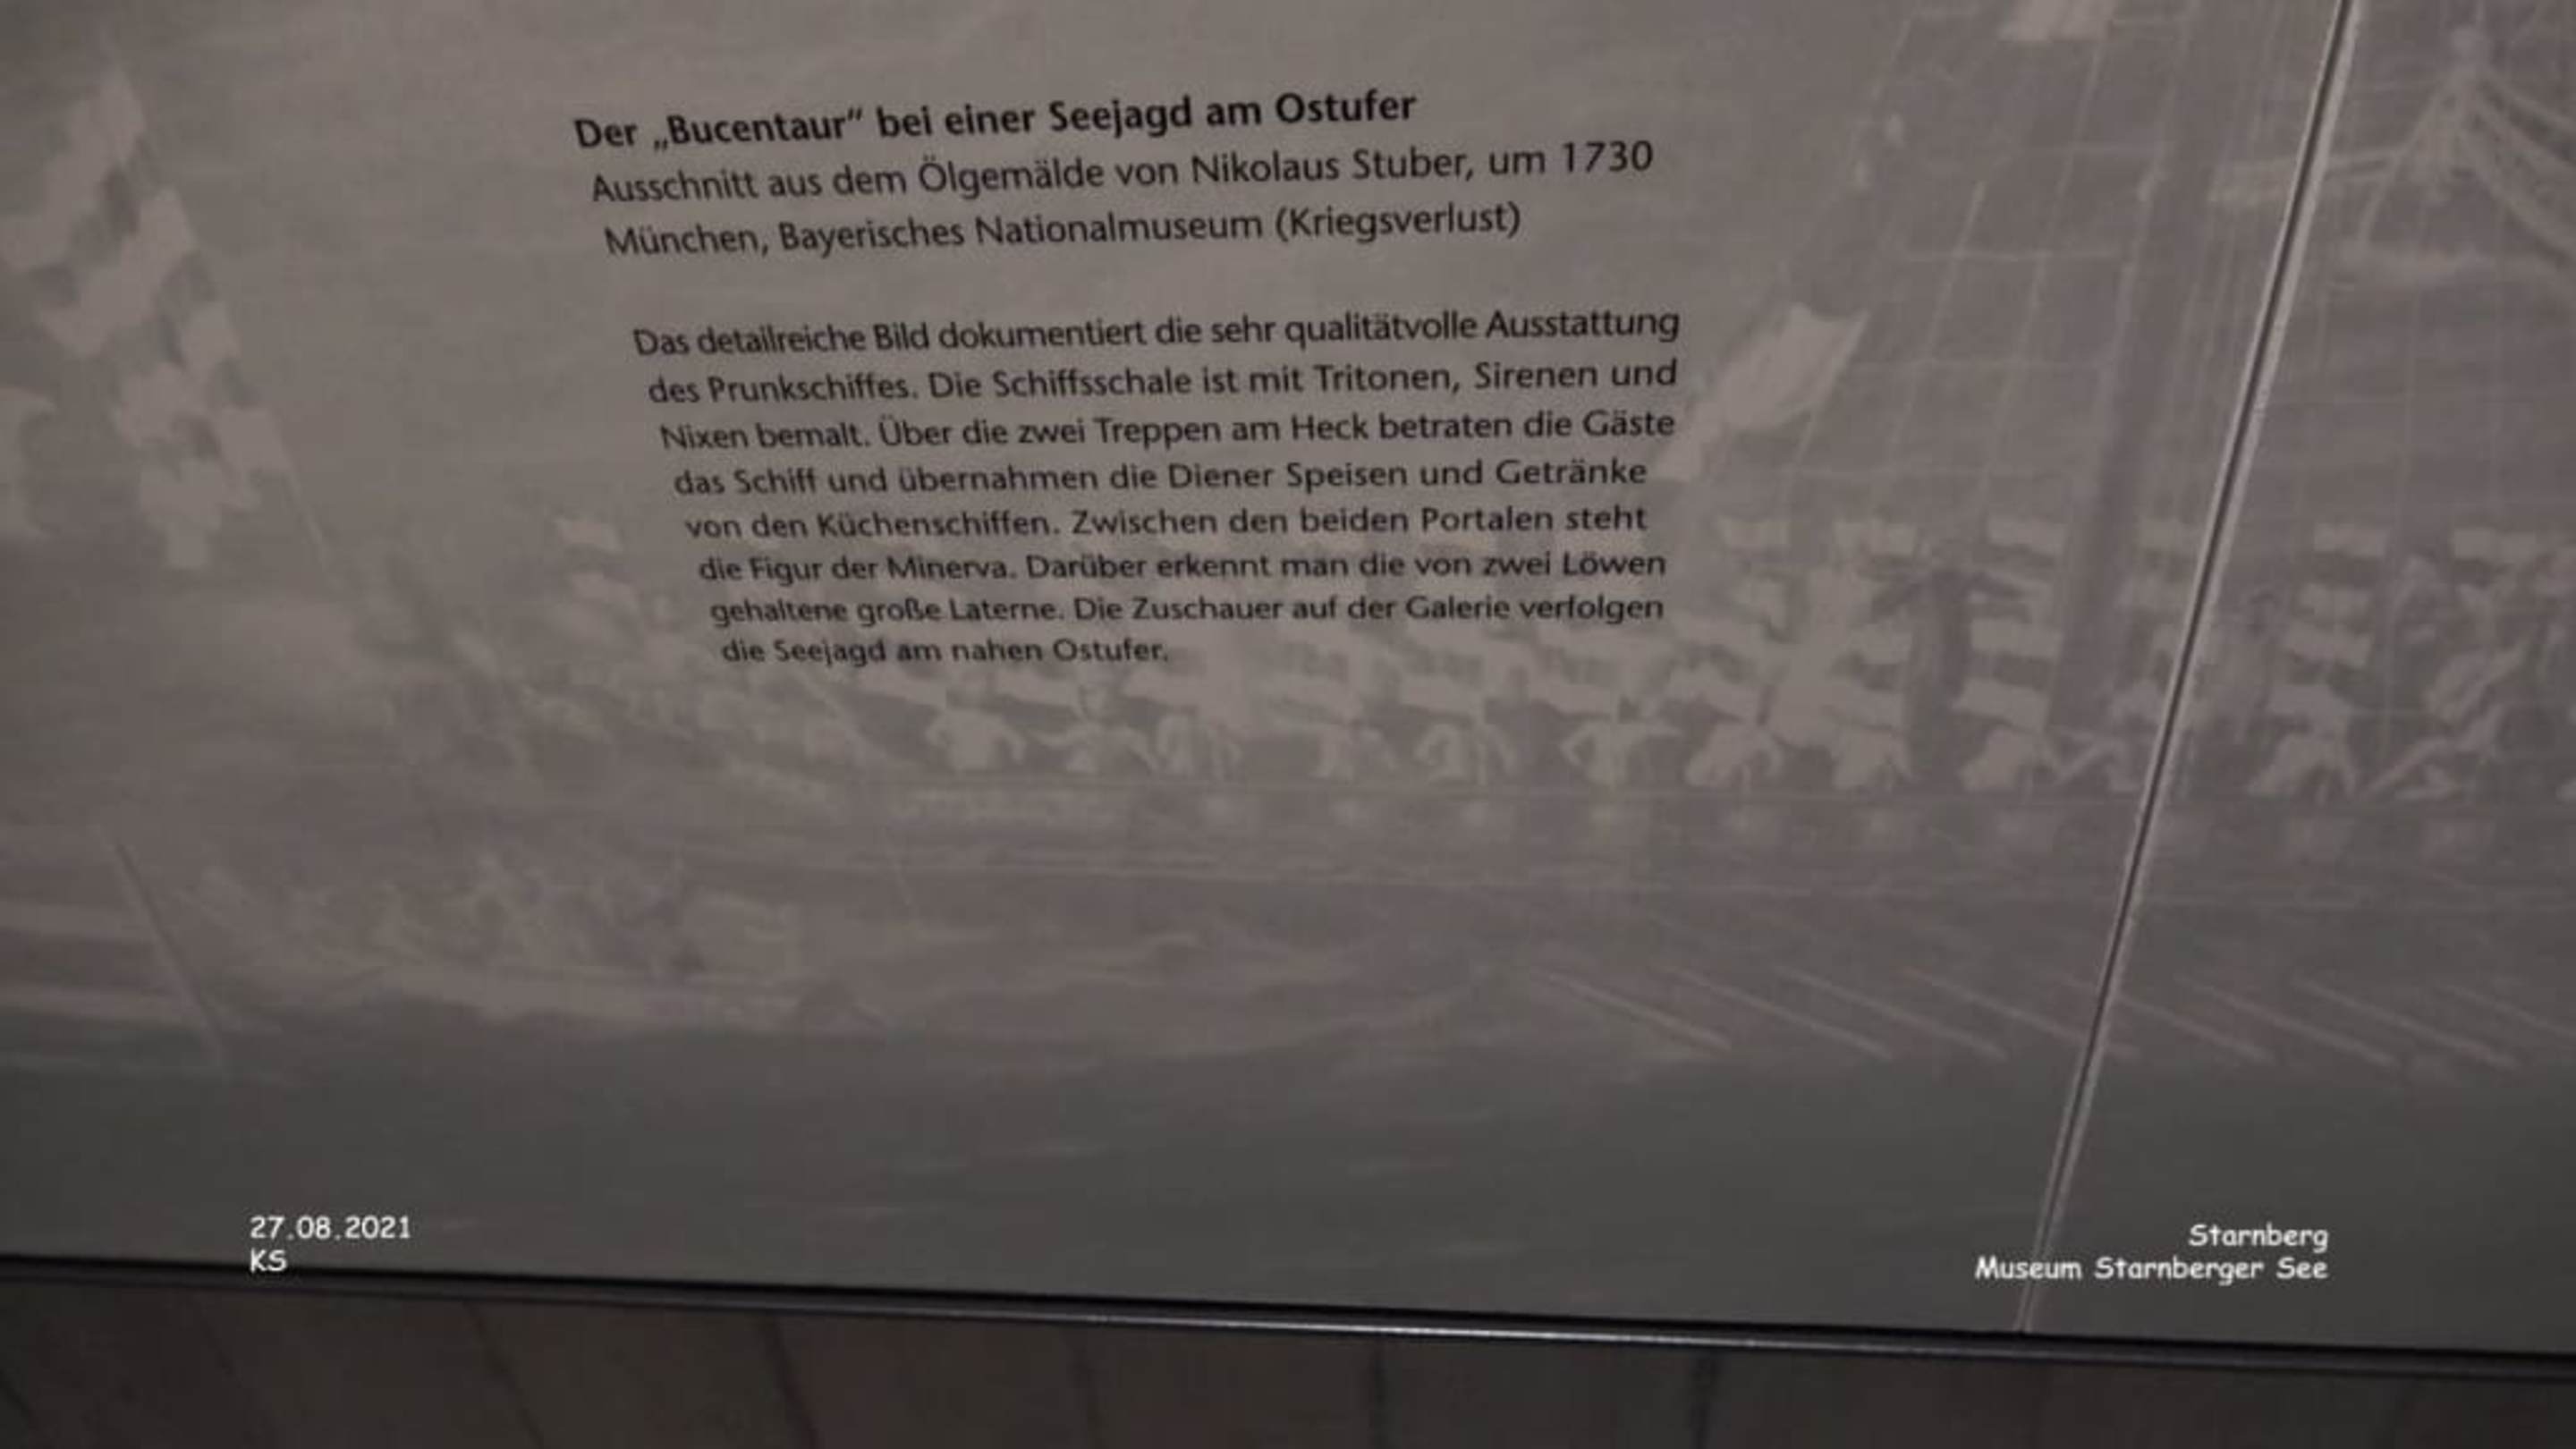 Der „Bucentaur“ bei einer Seejagd am Ostufer
Ausschnitt aus dem Ölgemälde von Nikolaus Stuber, um 1730
München, Bayerisches Nationalmuseum (Kriegsverlust)
Das detailreiche Bild dokumentiert die sehr qualitätvolle Ausstattung
des Prunkschiffes. Die Schiffsschale ist mit Tritonen, Sirenen und
Nixen bemalt. Über die zwei Treppen am Heck betraten die Gäste
das Schiff und übernahmen die Diener Speisen und Getränke
von den Küchenschiffen. Zwischen den beiden Portalen steht
die Figur der Minerva. Darüber erkennt man die von zwei Löwen
gehaltene große Laterne. Die Zuschauer auf der Galerie verfolgen
die Seejagd am nahen Ostufer.
27.08.2021
KS
Starnberg
Museum Starnberger See